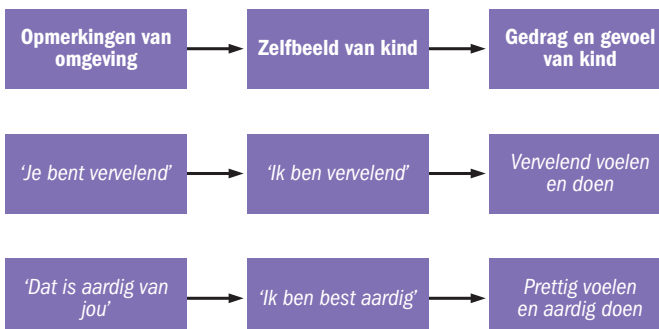 Opmerkingen van
omgeving
Zelfbeeld van kind
Gedrag en gevoel
van kind
‘Je bent vervelend’
‘Ik ben vervelend’
Vervelend voelen
en doen
‘Dat is aardig van
jou’
‘Ik ben best aardig’
Prettig voelen
en aardig doen